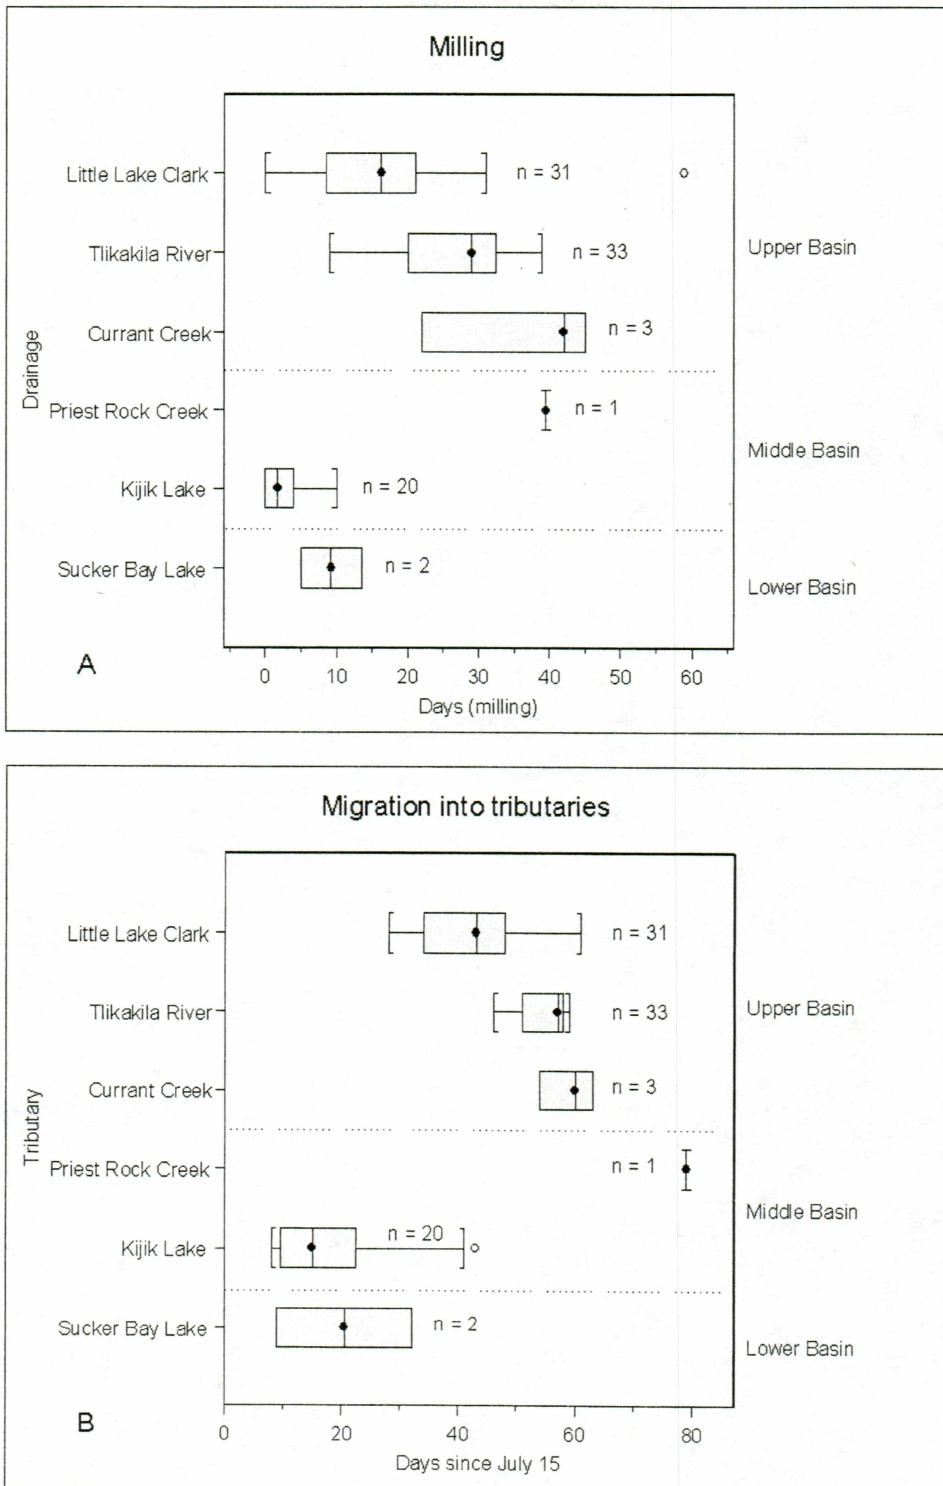 Milling
Little Lake Clark
n = 31
Tlikakila River
n = 33
Upper Basin
Currant Creek
n = 3
Drainage
Priest Rock Creek
n = 1
Middle Basin
Kijik Lake
n = 20
Sucker Bay Lake
n = 2
Lower Basin
A
0 10 20 30 40 50 60
Days (milling)
Migration into tributaries
Little Lake Clark
n = 31
Tlikakila River
n = 33
Upper Basin
Currant Creek
n = 3
Tributary
Priest Rock Creek
n = 1
Middle Basin
Kijik Lake
n = 20
Sucker Bay Lake
n = 2
Lower Basin
B
0 20 40 60 80
Days since July 15